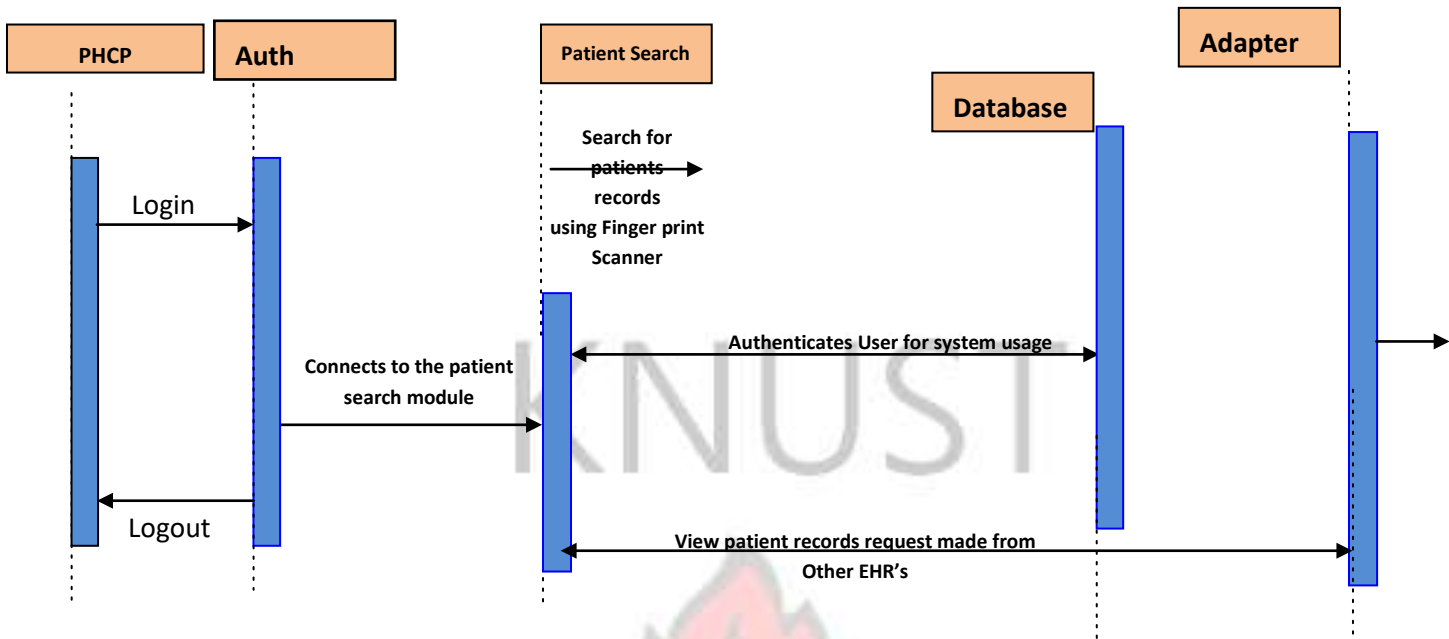 PHCP
Auth
Patient Search
Adapter
Database
Search for
patients
records
using Finger print
Scanner
Login
Authenticates User for system usage
Connects to the patient
search module
KNUST
Logout
View patient records request made from
Other EHR's